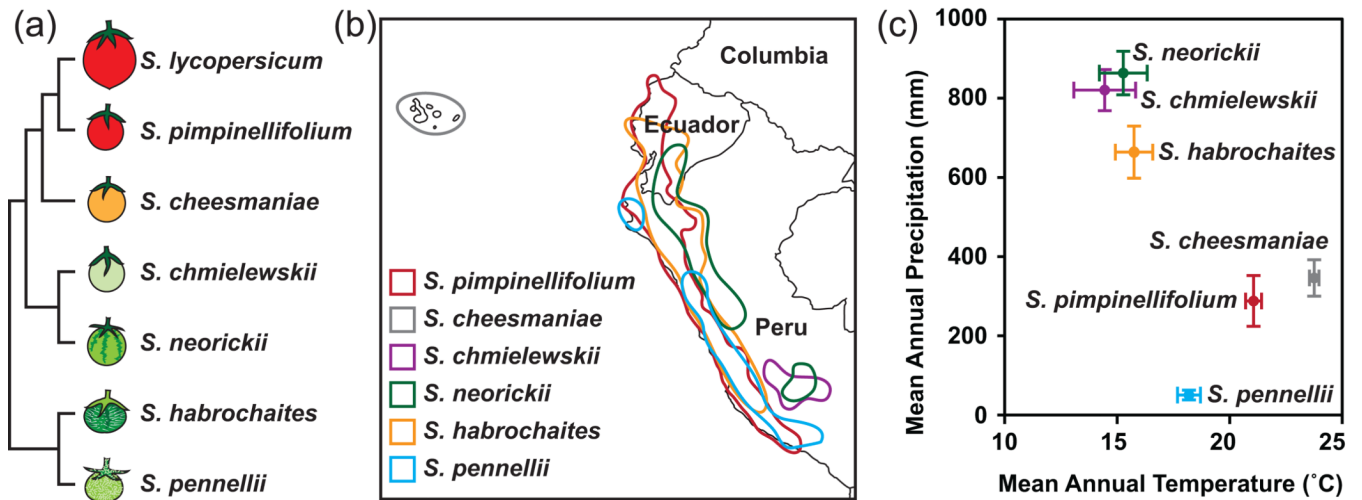 (a)
S. lycopersicum
S. pimpinellifolium
S. cheesmaniae
S. chmielewskii
S. neorickii
S. habrochaites
S. pennellii
(b)
Columbia
Ecuador
Peru
S. pimpinellifolium
S. cheesmaniae
S. chmielewskii
S. neorickii
S. habrochaites
S. pennellii
(c)
Mean Annual Precipitation (mm)
1000
800
600
400
200
0
S. neorickii
S. chmielewskii
S. habrochaites
S. cheesmaniae
S. pimpinellifolium
S. pennellii
10
15
20
25
Mean Annual Temperature (˚C)